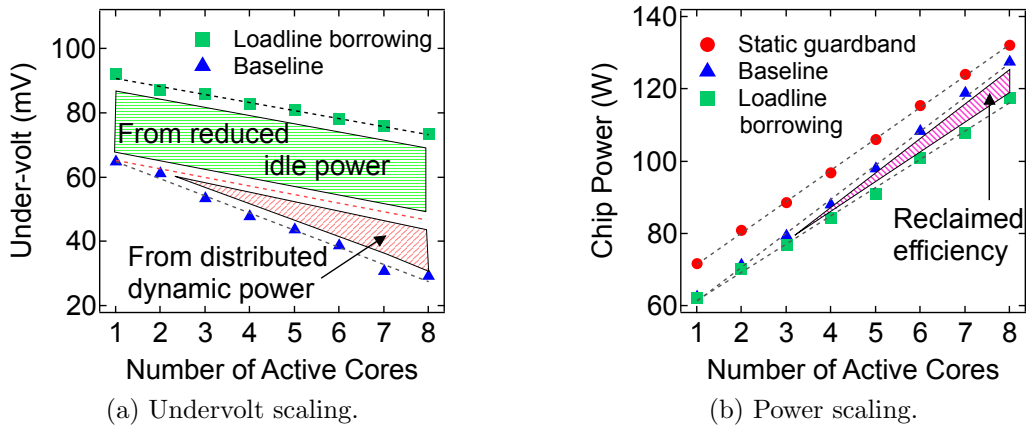 Under-volt (mV)
100
80
60
40
20
Loadline borrowing
Baseline
From reduced
idle power
From distributed
dynamic power
1 2 3 4 5 6 7 8
Number of Active Cores
(a) Undervolt scaling.
Chip Power (W)
140
120
100
80
60
Static guardband
Baseline
Loadline
borrowing
Reclaimed
efficiency
1 2 3 4 5 6 7 8
Number of Active Cores
(b) Power scaling.